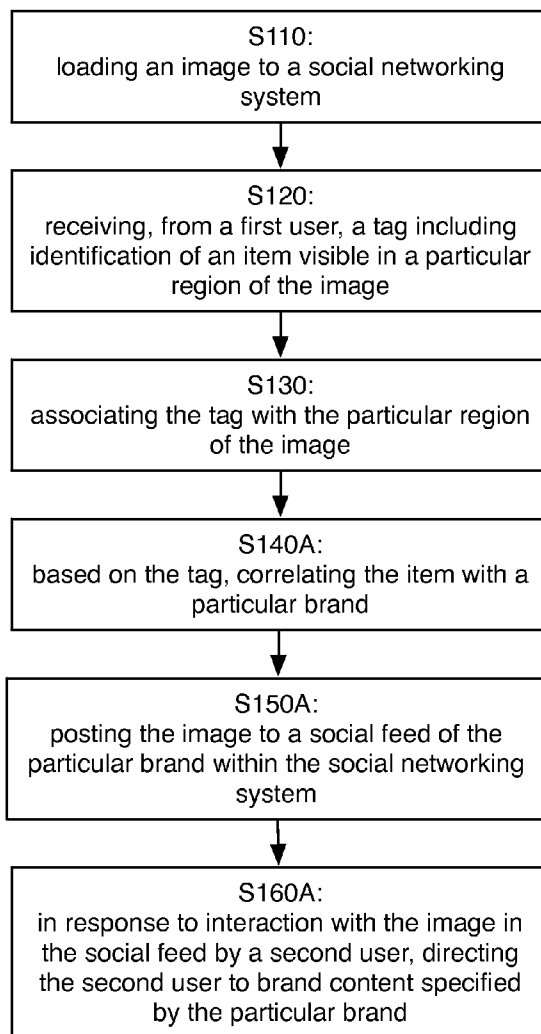 S110:
loading an image to a social networking
system
S120:
receiving, from a first user, a tag including
identification of an item visible in a particular
region of the image
S130:
associating the tag with the particular region
of the image
S140A:
based on the tag, correlating the item with a
particular brand
S150A:
posting the image to a social feed of the
particular brand within the social networking
system
S160A:
in response to interaction with the image in
the social feed by a second user, directing
the second user to brand content specified
by the particular brand